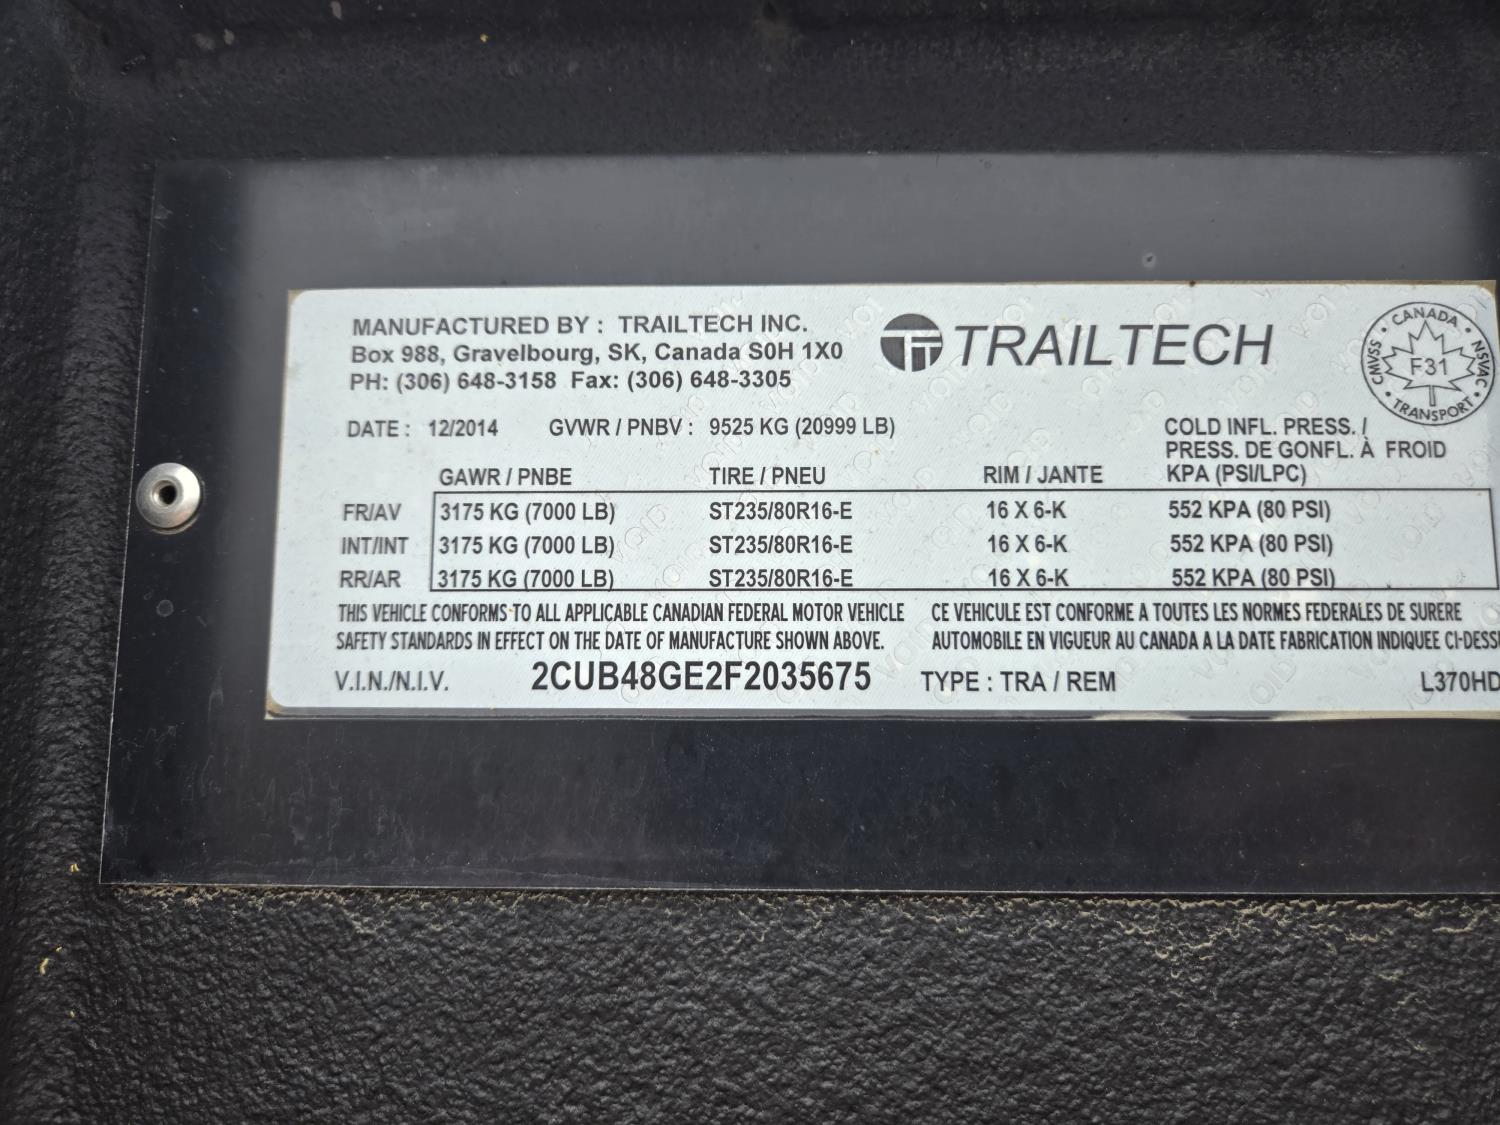 MANUFACTURED BY : TRAILTECH INC.
Box 988, Gravelbourg, SK, Canada S0H 1X0
PH: (306) 648-3158 Fax: (306) 648-3305
TRAILTECH
CANADA
CMVSS
NSVAC
F31
TRANSPORT
DATE : 12/2014 GVWR / PNBV : 9525 KG (20999 LB)
COLD INFL. PRESS. /
PRESS. DE GONFL. À FROID
GAWR / PNBE TIRE / PNEU RIM / JANTE KPA (PSI/LPC)
FR/AV 3175 KG (7000 LB) ST235/80R16-E 16 X 6-K 552 KPA (80 PSI)
INT/INT 3175 KG (7000 LB) ST235/80R16-E 16 X 6-K 552 KPA (80 PSI)
RR/AR 3175 KG (7000 LB) ST235/80R16-E 16 X 6-K 552 KPA (80 PSI)
THIS VEHICLE CONFORMS TO ALL APPLICABLE CANADIAN FEDERAL MOTOR VEHICLE
SAFETY STANDARDS IN EFFECT ON THE DATE OF MANUFACTURE SHOWN ABOVE.
CE VEHICULE EST CONFORME A TOUTES LES NORMES FEDERALES DE SURERE
AUTOMOBILE EN VIGUEUR AU CANADA A LA DATE FABRICATION INDIQUEE CI-DESS
V.I.N./N.I.V. 2CUB48GE2F2035675 TYPE : TRA / REM L370HD